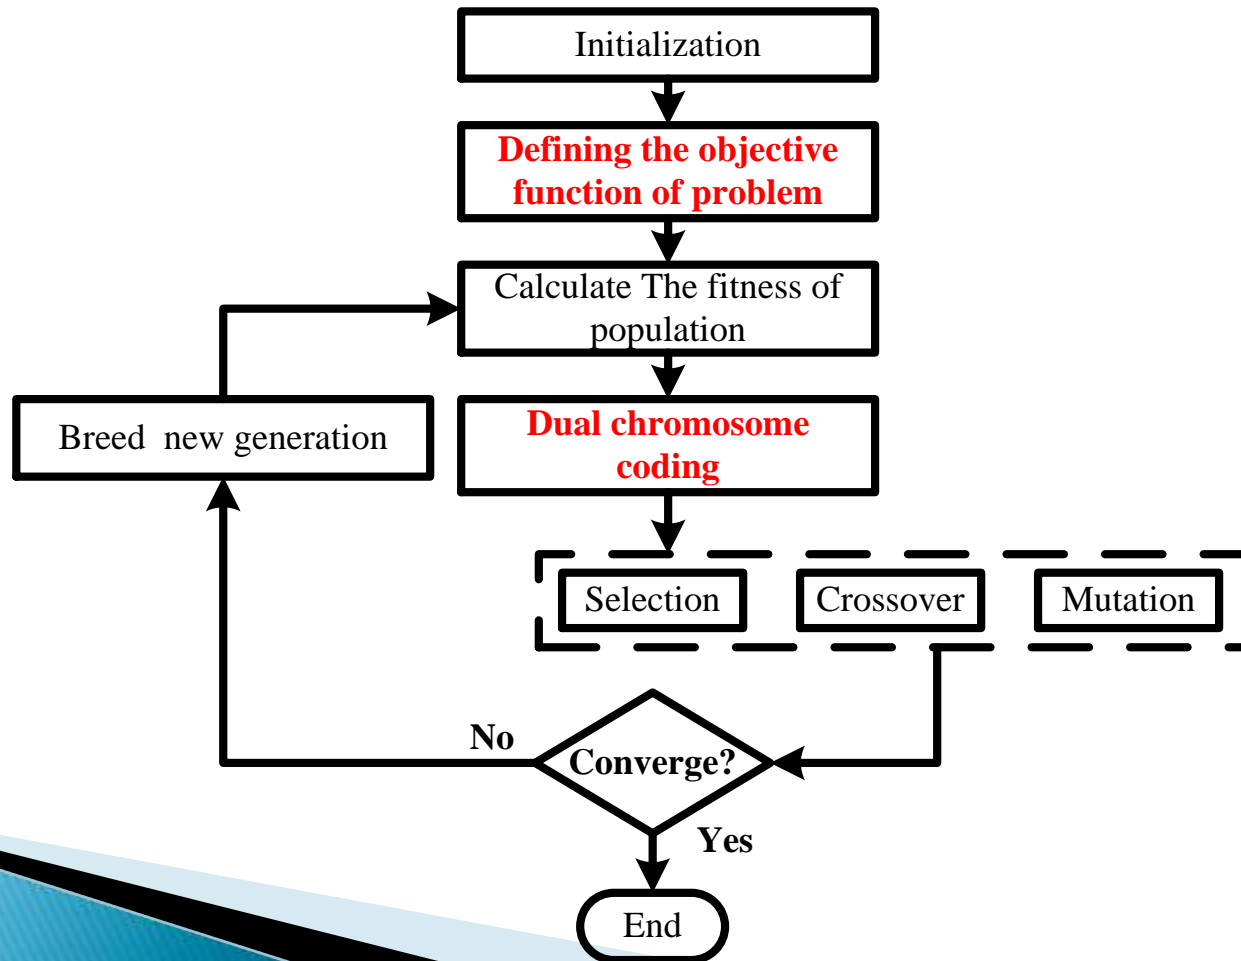 Initialization
Defining the objective
function of problem
Calculate The fitness of
population
Breed  new generation
Dual chromosome
coding
Selection
Crossover
Mutation
No
Converge?
Yes
End